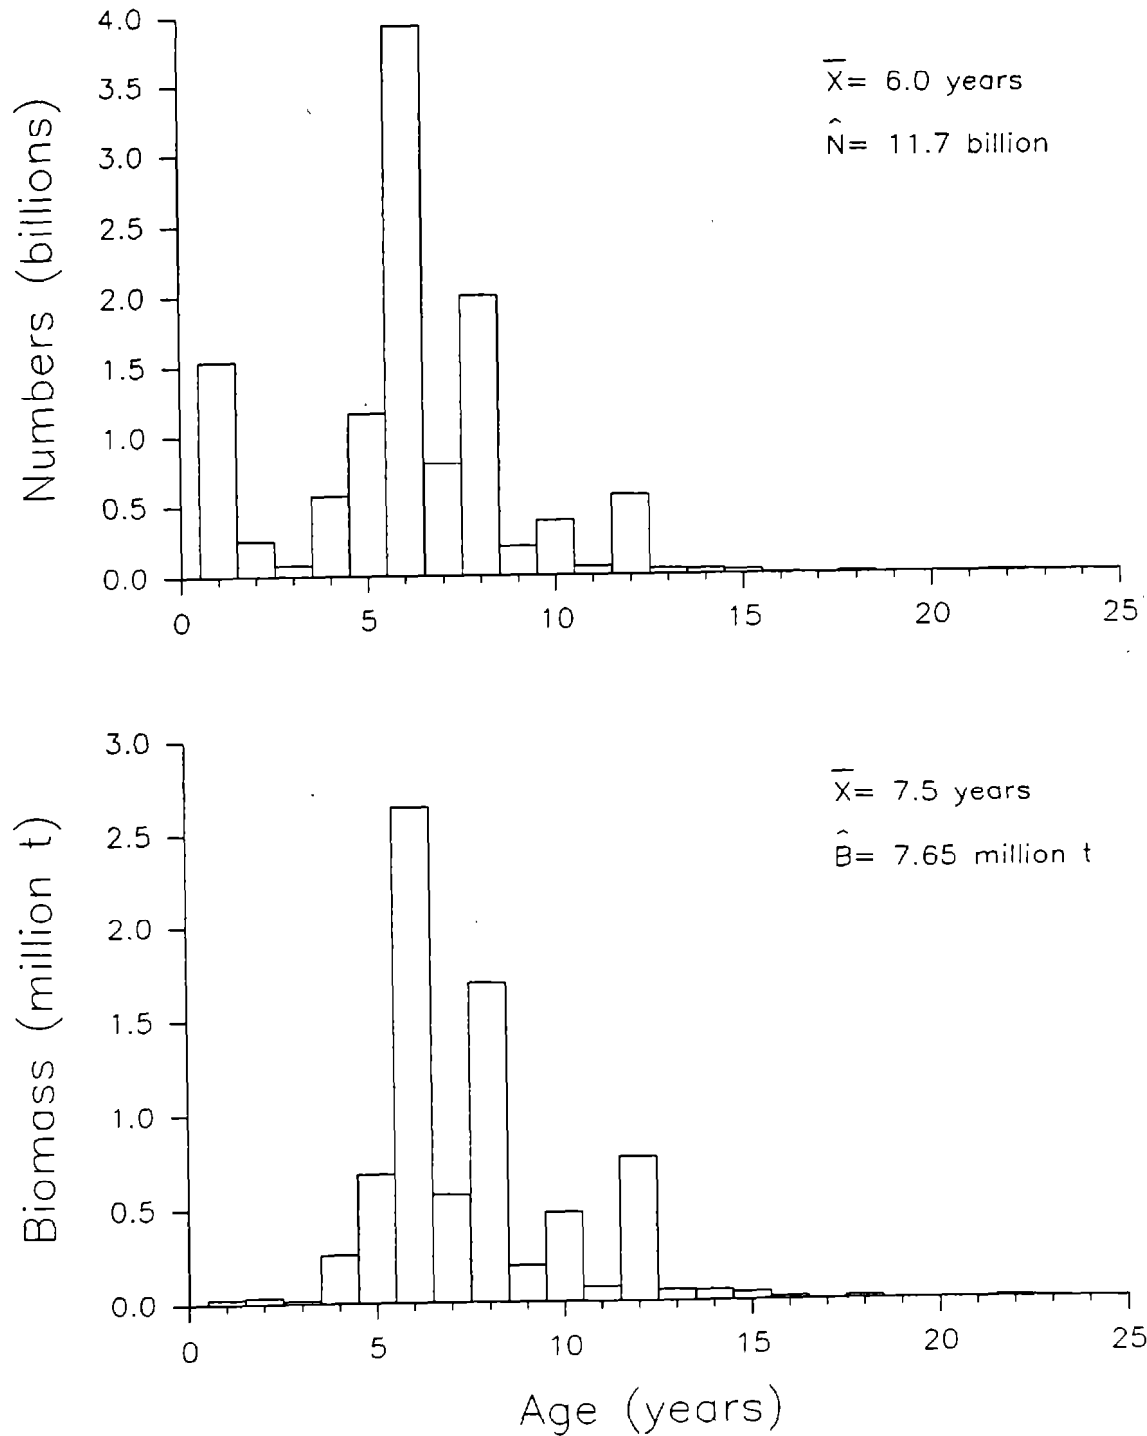 4.0
3.5
3.0
2.5
2.0
1.5
1.0
0.5
0.0
Numbers (billions)
X̅= 6.0 years
N̂= 11.7 billion
0 5 10 15 20 25
3.0
2.5
2.0
1.5
1.0
0.5
0.0
Biomass (million t)
X̅= 7.5 years
B̂= 7.65 million t
0 5 10 15 20 25
Age (years)